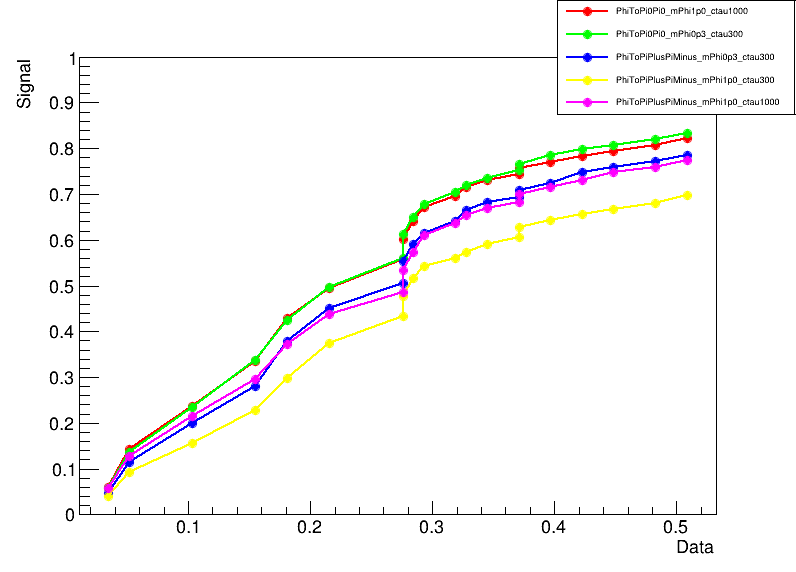 PhiToPi0Pi0_mPhi1p0_ctau1000
PhiToPi0Pi0_mPhi0p3_ctau300
PhiToPiPlusPiMinus_mPhi0p3_ctau300
PhiToPiPlusPiMinus_mPhi1p0_ctau300
PhiToPiPlusPiMinus_mPhi1p0_ctau1000
Signal
1
0.9
0.8
0.7
0.6
0.5
0.4
0.3
0.2
0.1
0
0.1 0.2 0.3 0.4 0.5
Data